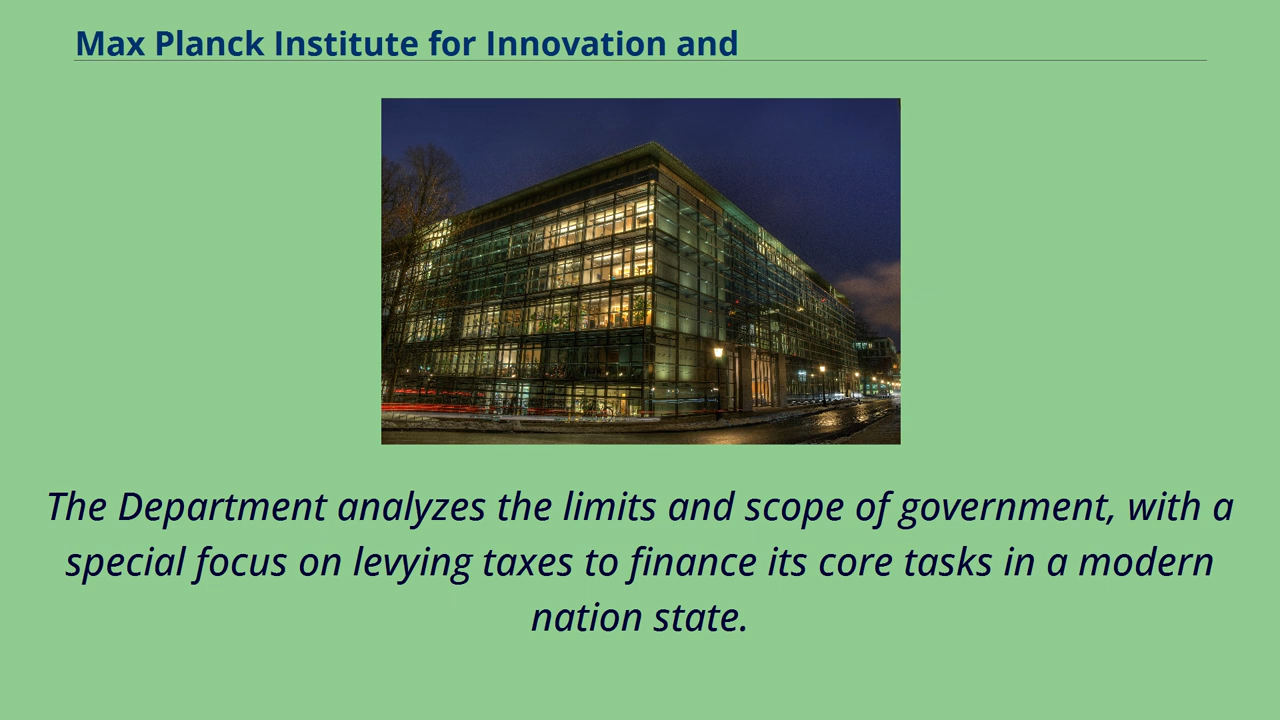 Max Planck Institute for Innovation and
The Department analyzes the limits and scope of government, with a
special focus on levying taxes to finance its core tasks in a modern
nation state.